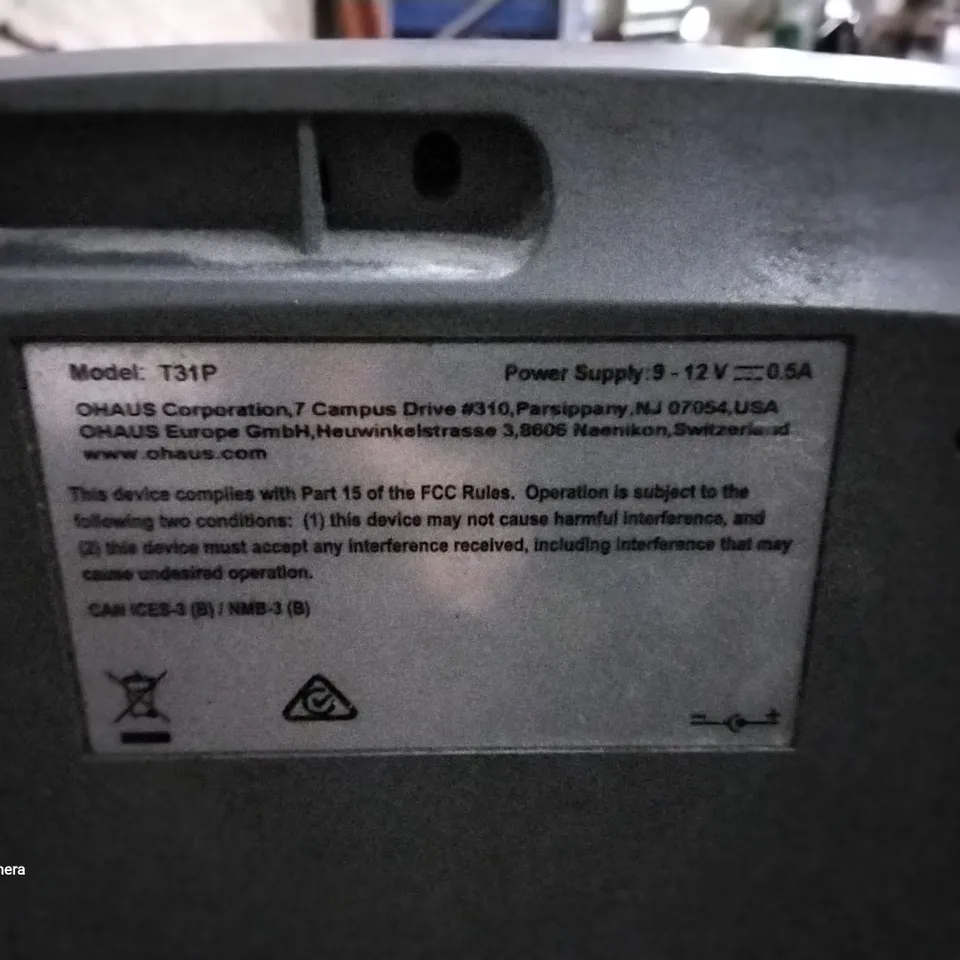 Model: T31P
Power Supply:9 - 12 V ⎓ 0.5A
OHAUS Corporation,7 Campus Drive #310,Parsippany,NJ 07054,USA
OHAUS Europe GmbH,Heuwinkelstrasse 3,8606 Naenikon,Switzerland
www.ohaus.com
This device complies with Part 15 of the FCC Rules. Operation is subject to the
following two conditions: (1) this device may not cause harmful interference, and
(2) this device must accept any interference received, including interference that may
cause undesired operation.
CAN ICES-3 (B) / NMB-3 (B)
- +